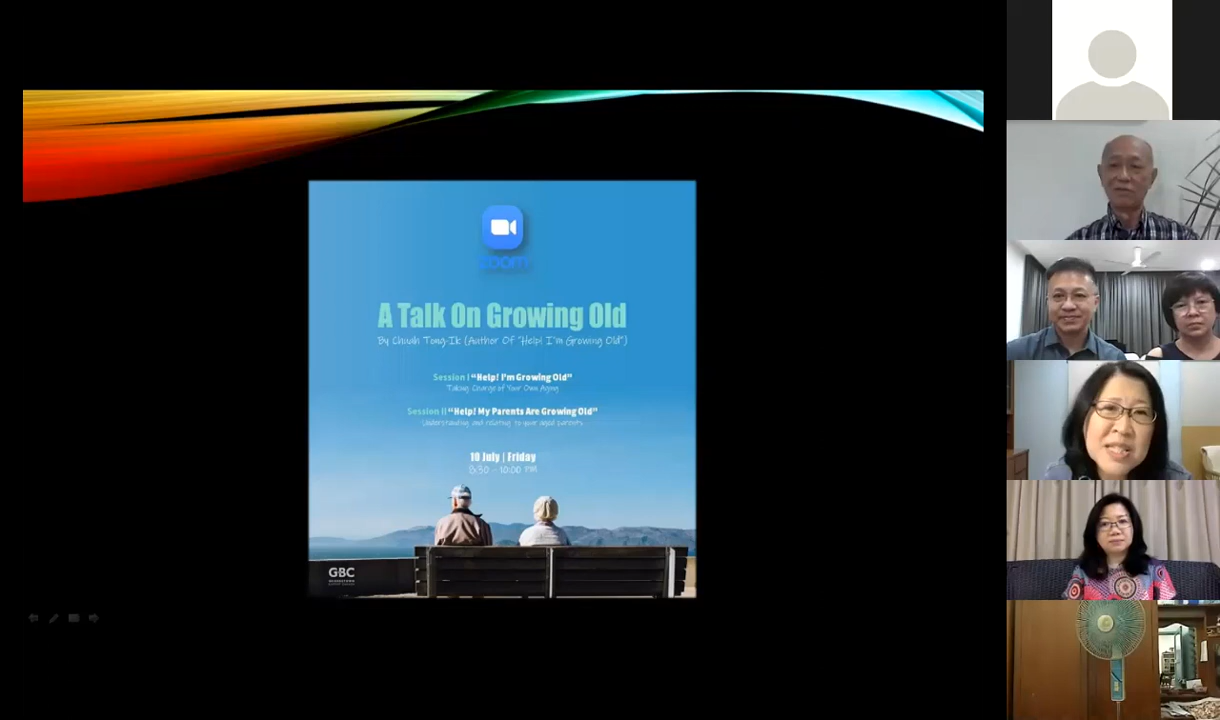 zoom
A Talk On Growing Old
By Chuah Tong-Ik (Author Of "Help! I'm Growing Old")
Session I "Help! I'm Growing Old"
Taking Charge of Your Own Aging
Session II "Help! My Parents Are Growing Old"
Understanding and relating to your aged parents
10 July | Friday
8:30 - 10:00 PM
GBC